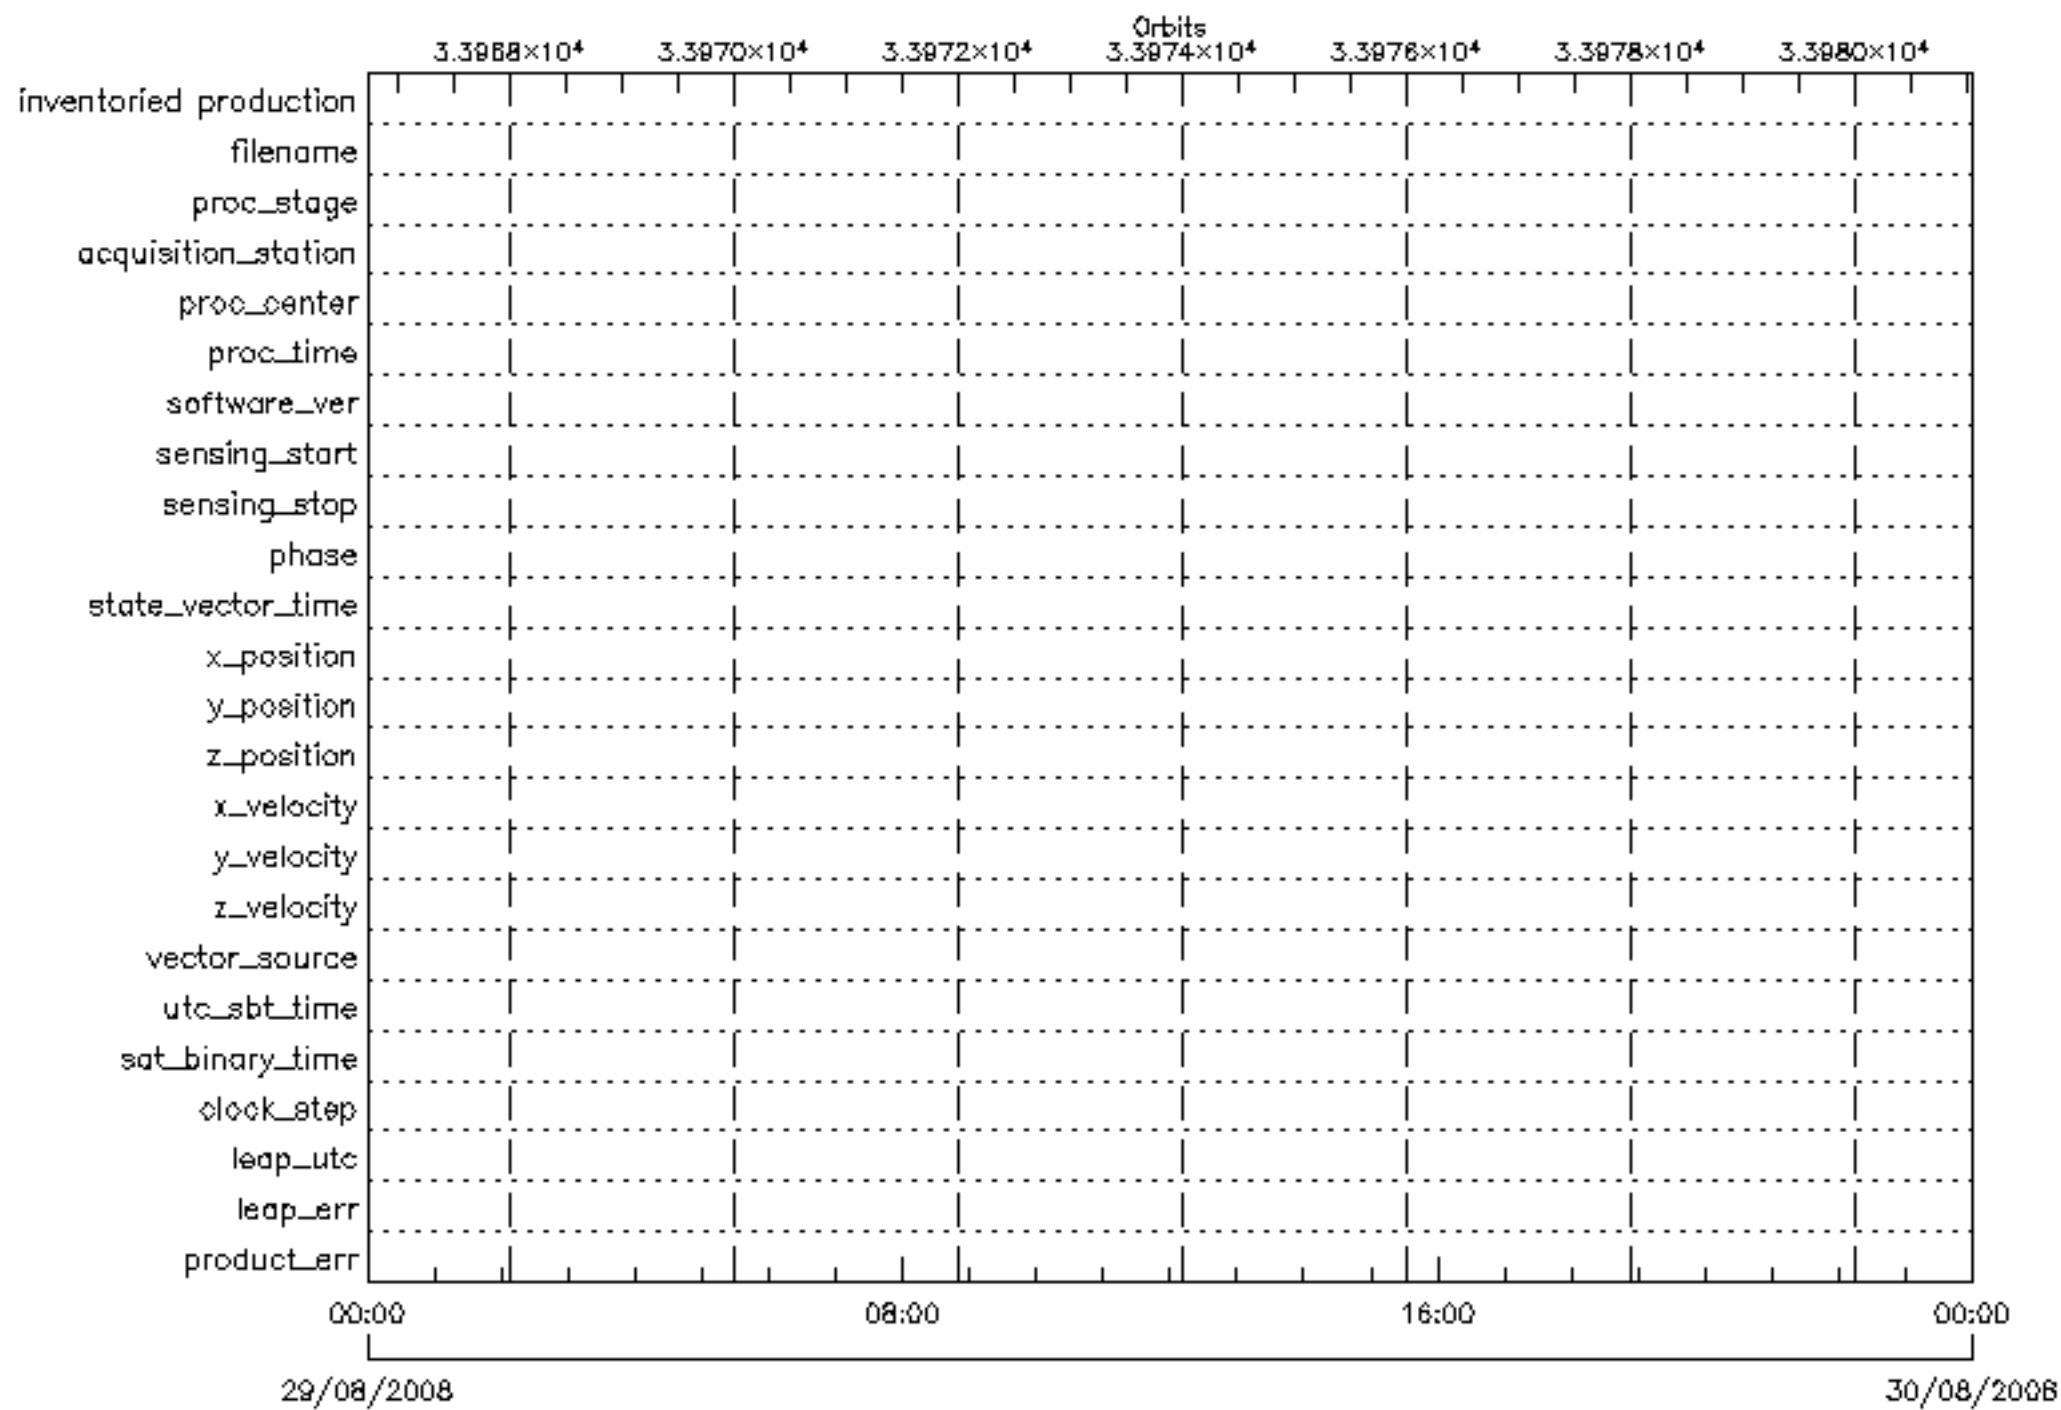 Orbits
3.3968×10⁴ 3.3970×10⁴ 3.3972×10⁴ 3.3974×10⁴ 3.3976×10⁴ 3.3978×10⁴ 3.3980×10⁴
inventoried production
filename
proc_stage
acquisition_station
proc_center
proc_time
software_ver
sensing_start
sensing_stop
phase
state_vector_time
x_position
y_position
z_position
x_velocity
y_velocity
z_velocity
vector_source
utc_sbt_time
sat_binary_time
clock_step
leap_utc
leap_err
product_err
00:00 08:00 16:00 00:00
29/08/2008 30/08/2008